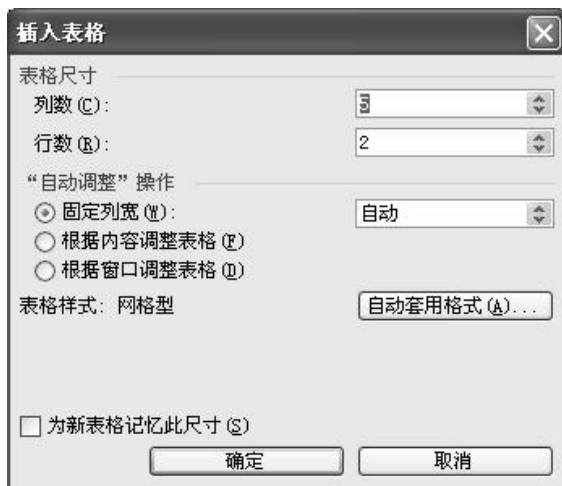 插入表格
表格尺寸
列数(C):
5
行数(R):
2
“自动调整”操作
固定列宽(W):
自动
根据内容调整表格(F)
根据窗口调整表格(D)
表格样式: 网格型
自动套用格式(A)...
为新表格记忆此尺寸(S)
确定
取消